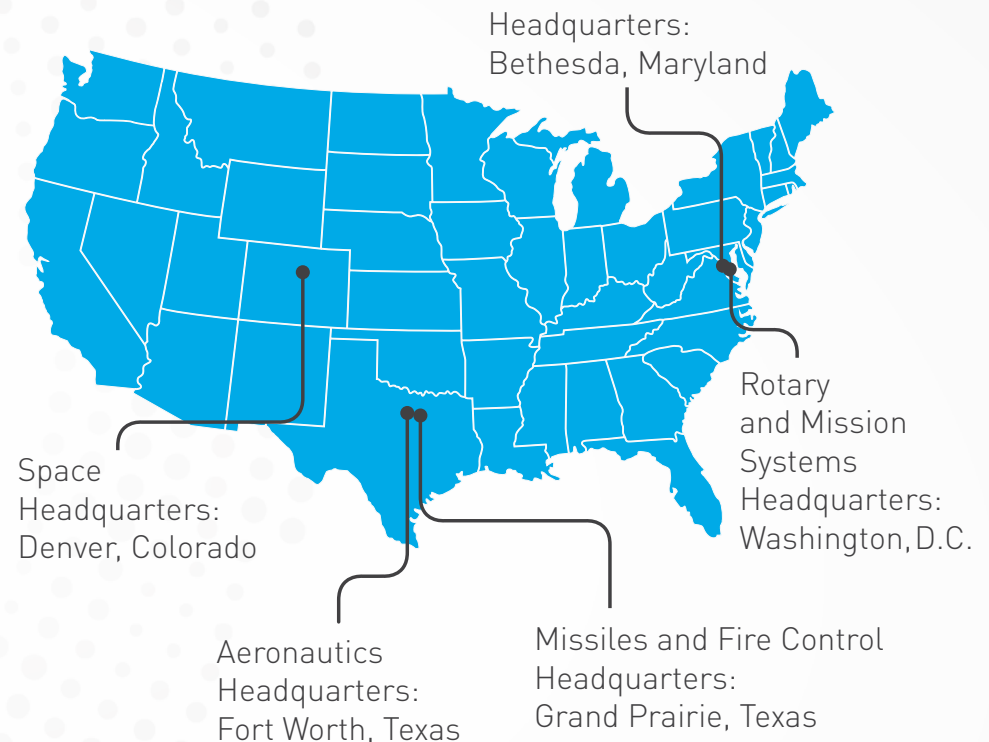 Headquarters:
Bethesda, Maryland
Rotary
and Mission
Systems
Headquarters:
Washington, D.C.
Space
Headquarters:
Denver, Colorado
Aeronautics
Headquarters:
Fort Worth, Texas
Missiles and Fire Control
Headquarters:
Grand Prairie, Texas